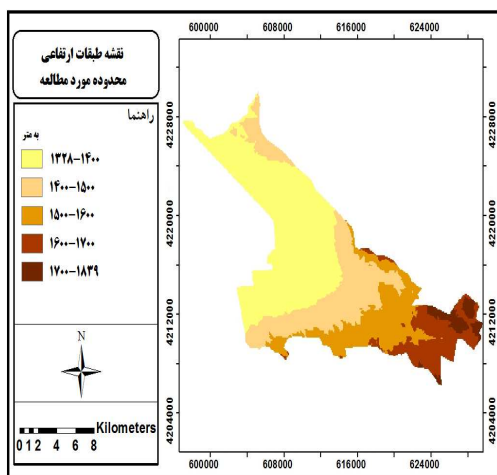 نقشه طبقات ارتفاعی
محدوده مورد مطالعه
راهنما
به متر
۱۳۲۸-۱۴۰۰
۱۴۰۰-۱۵۰۰
۱۵۰۰-۱۶۰۰
۱۶۰۰-۱۷۰۰
۱۷۰۰-۱۸۳۹
N
Kilometers
0 1 2 4 6 8
600000 608000 616000 624000
4228000
4220000
4212000
4204000
4228000
4220000
4212000
4204000
600000 608000 616000 624000